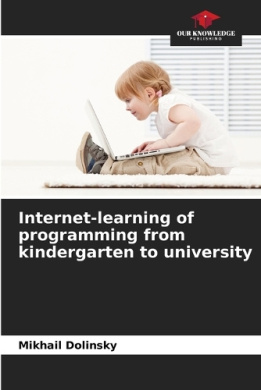 OUR KNOWLEDGE
PUBLISHING
Internet-learning of
programming from
kindergarten to university
Mikhail Dolinsky